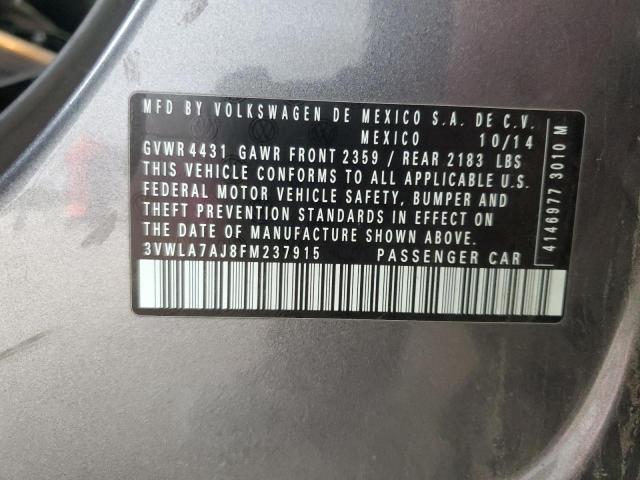 MFD BY VOLKSWAGEN DE MEXICO S.A. DE C.V.
MEXICO 10/14
GVWR 4431 GAWR FRONT 2359 / REAR 2183 LBS
THIS VEHICLE CONFORMS TO ALL APPLICABLE U.S.
FEDERAL MOTOR VEHICLE SAFETY, BUMPER AND
THEFT PREVENTION STANDARDS IN EFFECT ON
THE DATE OF MANUFACTURE SHOWN ABOVE
3VWLA7AJ8FM237915 PASSENGER CAR
4146977 3010 M